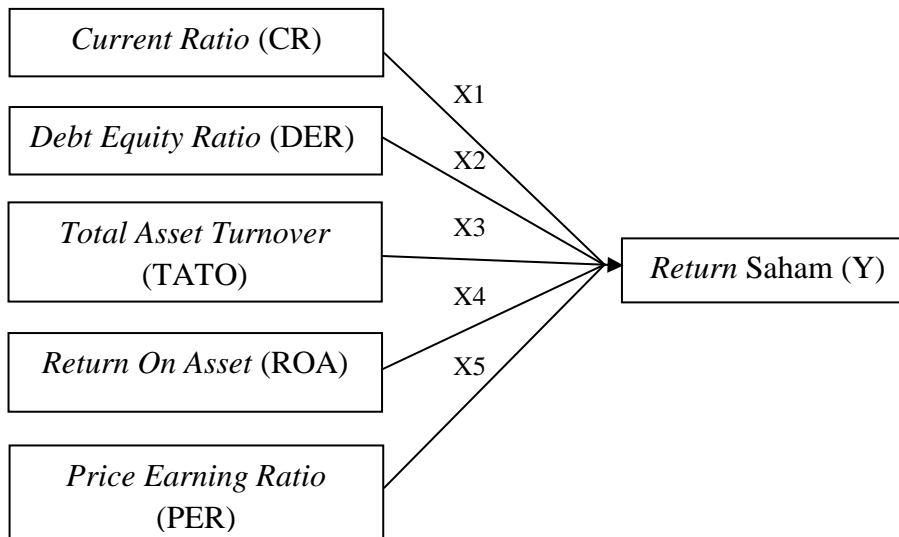 Current Ratio (CR)
X1
Debt Equity Ratio (DER)
X2
Total Asset Turnover
(TATO)
X3
Return Saham (Y)
X4
Return On Asset (ROA)
X5
Price Earning Ratio
(PER)